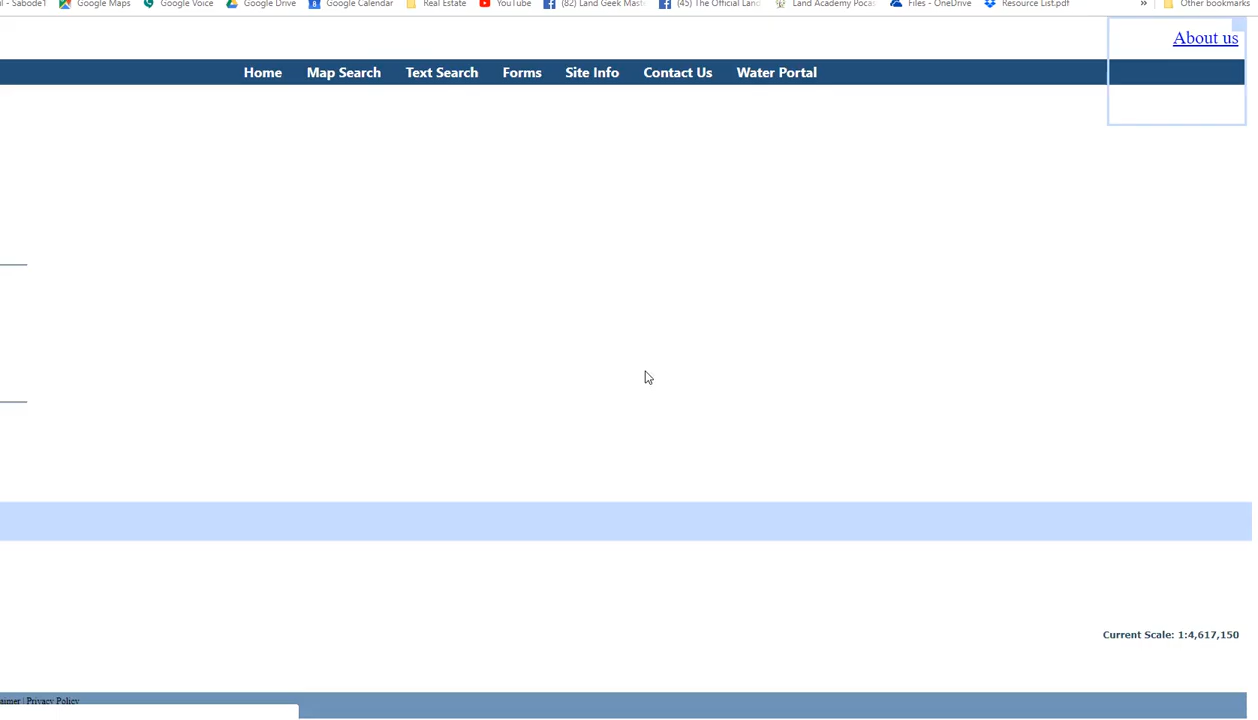 Google Maps Google Voice Google Drive Google Calendar Real Estate YouTube (82) Land Geek Mast (45) The Official Land Land Academy Pocas Files - OneDrive Resource List.pdf » Other bookmarks
About us
Home Map Search Text Search Forms Site Info Contact Us Water Portal
Current Scale: 1:4,617,150
laimer | Privacy Policy